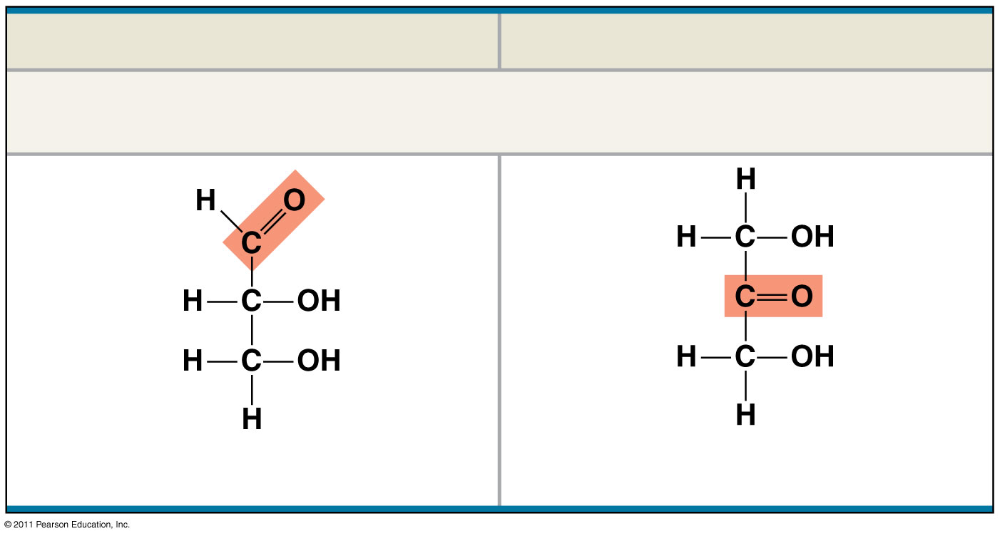 H O
C
H C OH
H C OH
H
H
H C OH
C O
H C OH
H
© 2011 Pearson Education, Inc.